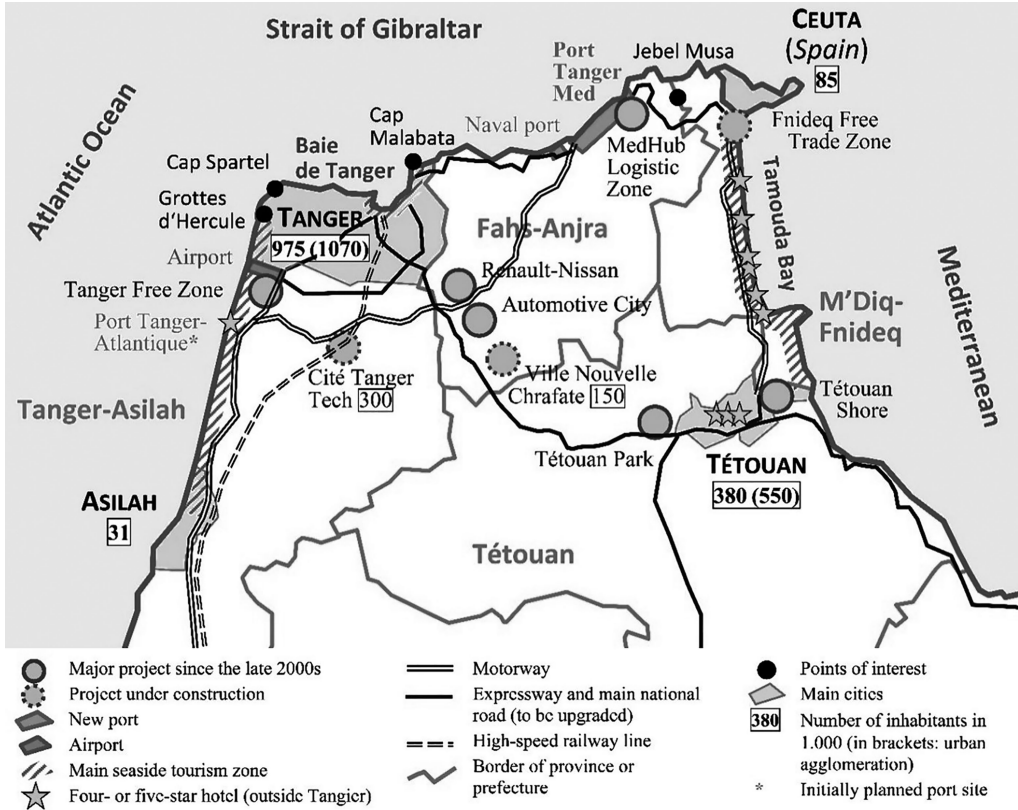 Strait of Gibraltar
CEUTA
(Spain)
85
Port
Tanger
Med
Jebel Musa
Atlantic Ocean
Cap
Malabata
Naval port
Fnideq Free
Trade Zone
Baie
de Tanger
Cap Spartel
MedHub
Logistic
Zone
Tamouda Bay
Grottes
d'Hercule
TANGER
975 (1070)
Fahs-Anjra
Mediterranean
Airport
Renault-Nissan
Tanger Free Zone
Automotive City
M'Diq-
Fnideq
Port Tanger-
Atlantique*
Cité Tanger
Tech 300
Ville Nouvelle
Chrafate 150
Tétouan
Shore
Tanger-Asilah
Tétouan Park
TÉTOUAN
380 (550)
ASILAH
31
Tétouan
Major project since the late 2000s
Project under construction
New port
Airport
Main seaside tourism zone
Four- or five-star hotel (outside Tangier)
Motorway
Expressway and main national
road (to be upgraded)
High-speed railway line
Border of province or
prefecture
Points of interest
Main cities
380 Number of inhabitants in
1.000 (in brackets: urban
agglomeration)
* Initially planned port site